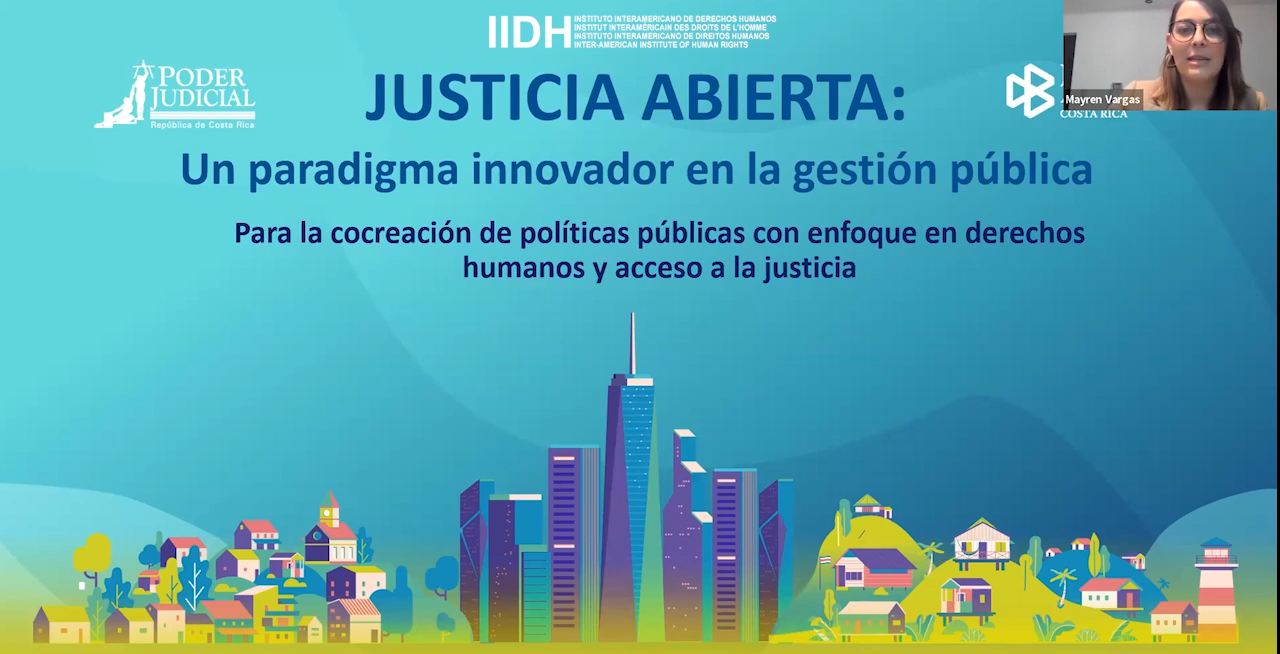 IIDH
INSTITUTO INTERAMERICANO DE DERECHOS HUMANOS
INSTITUT INTERAMÉRICAIN DES DROITS DE L'HOMME
INSTITUTO INTERAMERICANO DE DIREITOS HUMANOS
INTER-AMERICAN INSTITUTE OF HUMAN RIGHTS
PODER
JUDICIAL
República de Costa Rica
JUSTICIA ABIERTA:
Mayren Vargas
COSTA RICA
Un paradigma innovador en la gestión pública
Para la cocreación de políticas públicas con enfoque en derechos
humanos y acceso a la justicia